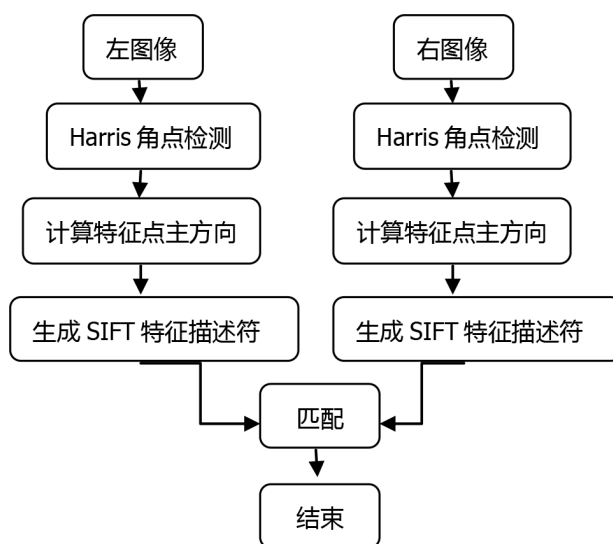 左图像
右图像
Harris 角点检测
Harris 角点检测
计算特征点主方向
计算特征点主方向
生成 SIFT 特征描述符
生成 SIFT 特征描述符
匹配
结束